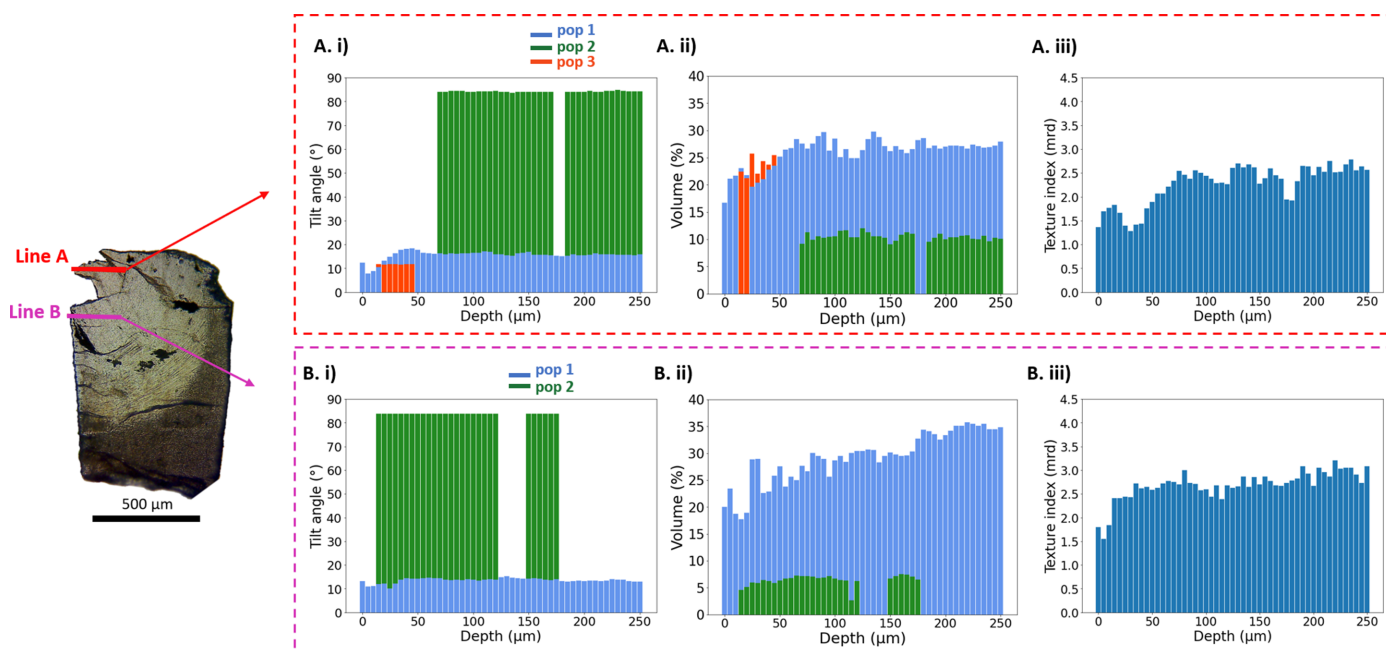 Line A
Line B
500 µm
A. i)
pop 1
pop 2
pop 3
Tilt angle (°)
90
80
70
60
50
40
30
20
10
0
0 50 100 150 200 250
Depth (µm)
A. ii)
Volume (%)
40
35
30
25
20
15
10
5
0
0 50 100 150 200 250
Depth (µm)
A. iii)
Texture index (mrd)
4.5
4.0
3.5
3.0
2.5
2.0
1.5
1.0
0.5
0.0
0 50 100 150 200 250
Depth (µm)
B. i)
pop 1
pop 2
Tilt angle (°)
90
80
70
60
50
40
30
20
10
0
0 50 100 150 200 250
Depth (µm)
B. ii)
Volume (%)
40
35
30
25
20
15
10
5
0
0 50 100 150 200 250
Depth (µm)
B. iii)
Texture index (mrd)
4.5
4.0
3.5
3.0
2.5
2.0
1.5
1.0
0.5
0.0
0 50 100 150 200 250
Depth (µm)